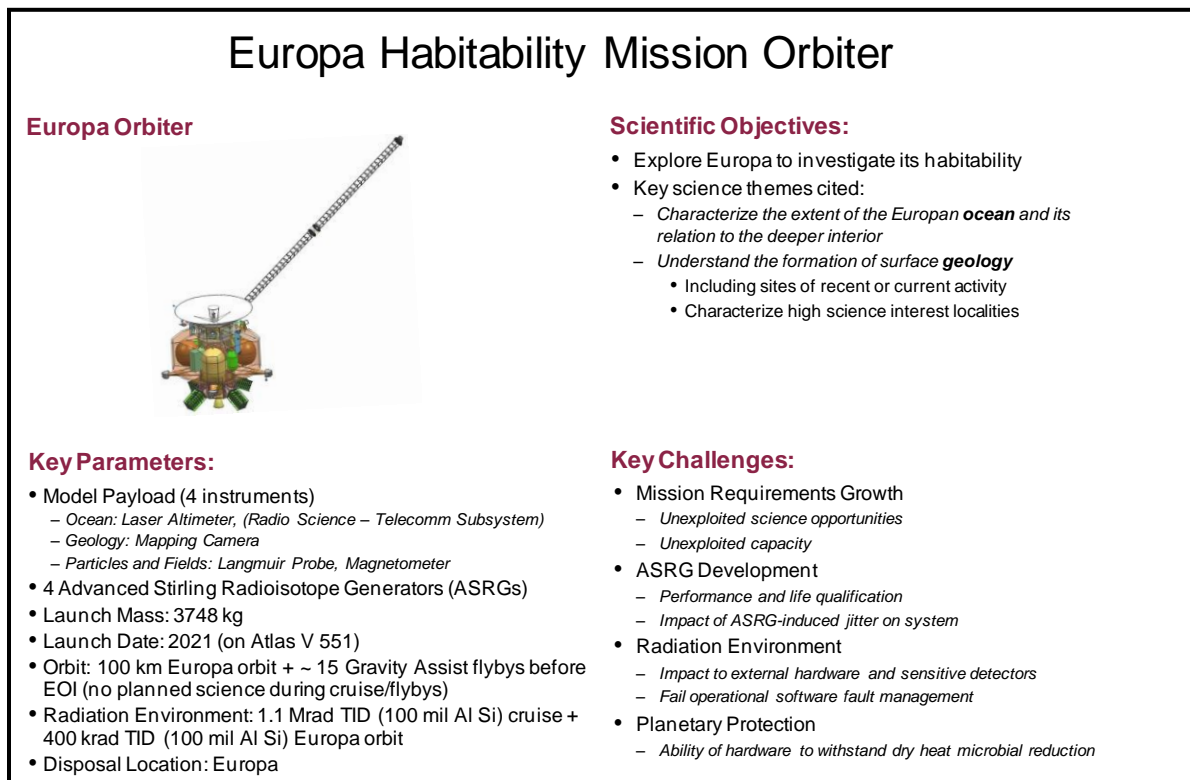 Europa Habitability Mission Orbiter
Europa Orbiter
Scientific Objectives:
• Explore Europa to investigate its habitability
• Key science themes cited:
– Characterize the extent of the Europan ocean and its
relation to the deeper interior
– Understand the formation of surface geology
• Including sites of recent or current activity
• Characterize high science interest localities
Key Parameters:
• Model Payload (4 instruments)
– Ocean: Laser Altimeter, (Radio Science – Telecomm Subsystem)
– Geology: Mapping Camera
– Particles and Fields: Langmuir Probe, Magnetometer
• 4 Advanced Stirling Radioisotope Generators (ASRGs)
• Launch Mass: 3748 kg
• Launch Date: 2021 (on Atlas V 551)
• Orbit: 100 km Europa orbit + ~ 15 Gravity Assist flybys before
EOI (no planned science during cruise/flybys)
• Radiation Environment: 1.1 Mrad TID (100 mil Al Si) cruise +
400 krad TID (100 mil Al Si) Europa orbit
• Disposal Location: Europa
Key Challenges:
• Mission Requirements Growth
– Unexploited science opportunities
– Unexploited capacity
• ASRG Development
– Performance and life qualification
– Impact of ASRG-induced jitter on system
• Radiation Environment
– Impact to external hardware and sensitive detectors
– Fail operational software fault management
• Planetary Protection
– Ability of hardware to withstand dry heat microbial reduction